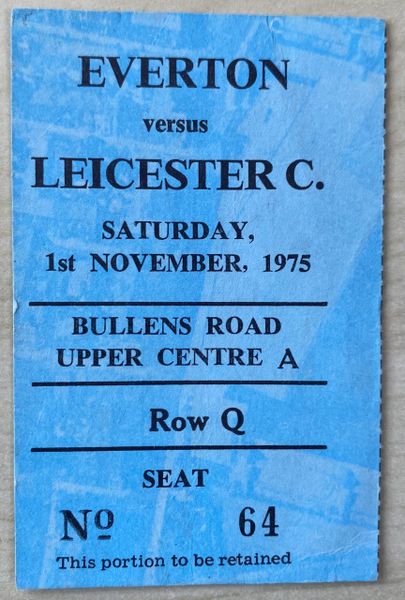 EVERTON
versus
LEICESTER C.
SATURDAY,
1st NOVEMBER, 1975
BULLENS ROAD
UPPER CENTRE A
Row Q
SEAT
Nº 64
This portion to be retained